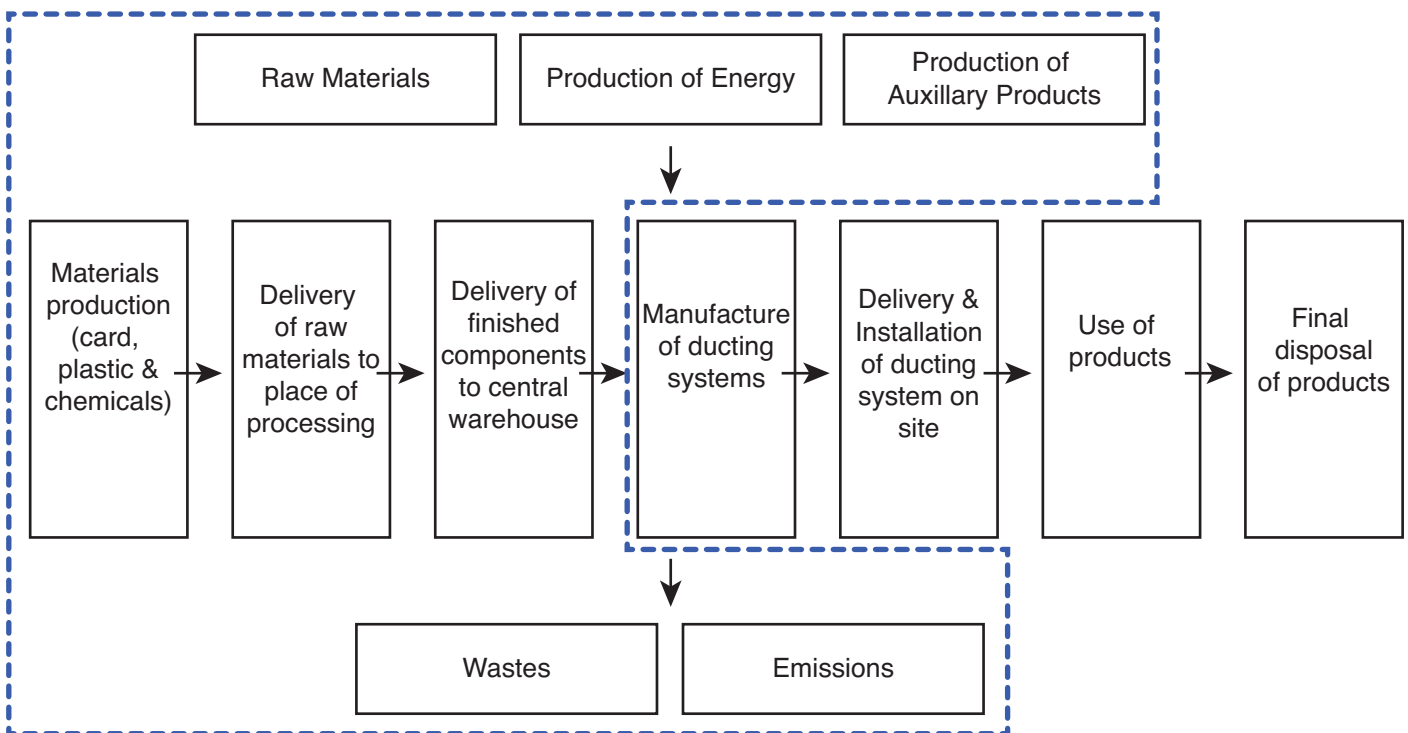 Raw Materials
Production of Energy
Production of
Auxillary Products
Materials
production
(card,
plastic &
chemicals)
Delivery
of raw
materials to
place of
processing
Delivery of
finished
components
to central
warehouse
Manufacture
of ducting
systems
Delivery &
Installation
of ducting
system on
site
Use of
products
Final
disposal
of products
Wastes
Emissions